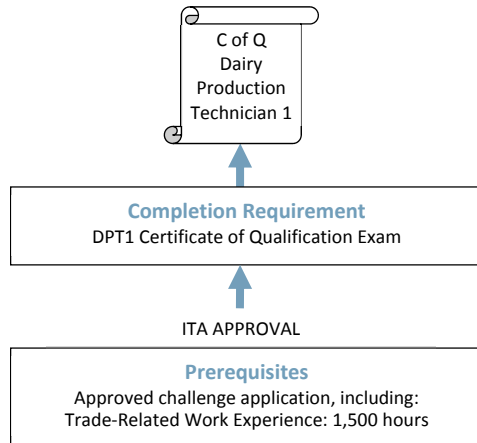 C of Q
Dairy
Production
Technician 1
Completion Requirement
DPT1 Certificate of Qualification Exam
ITA APPROVAL
Prerequisites
Approved challenge application, including:
Trade-Related Work Experience: 1,500 hours